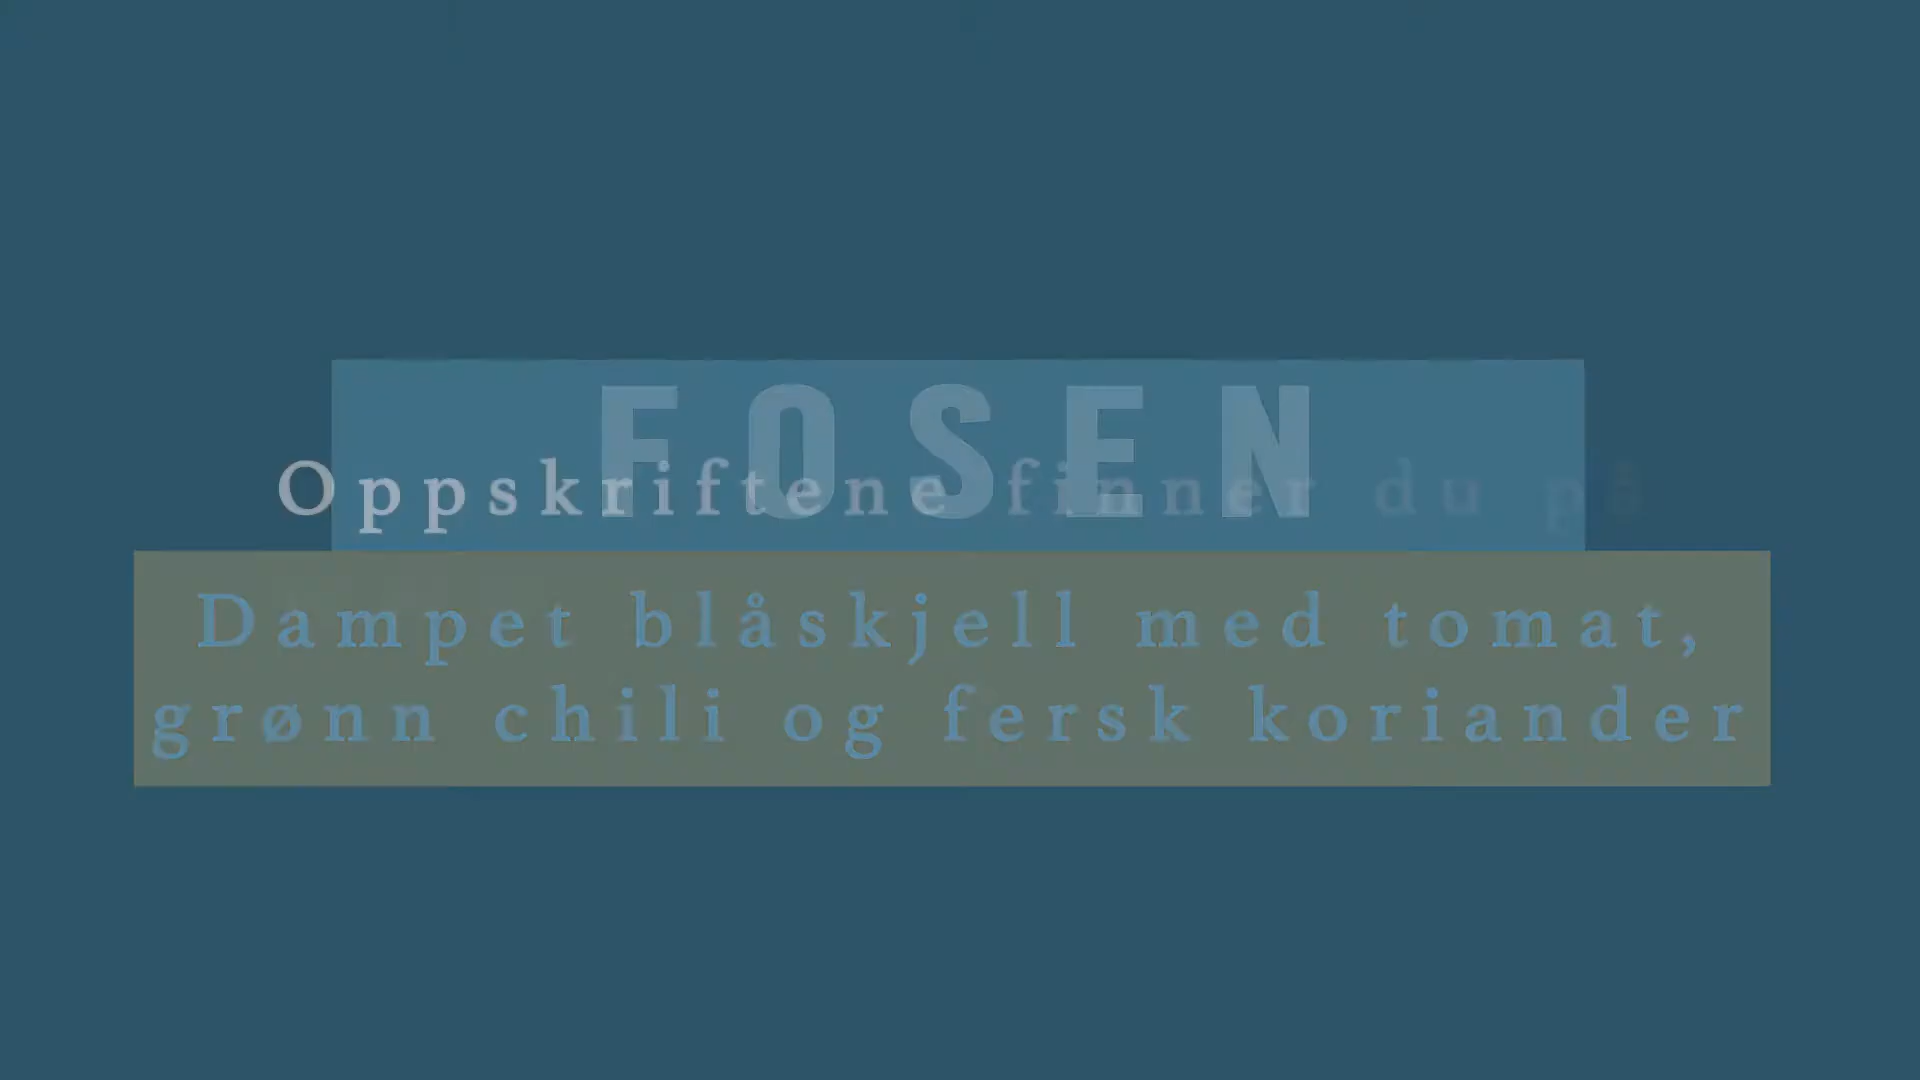 FOSEN
Oppskriftene finner du på
Dampet blåskjell med tomat,
grønn chili og fersk koriander